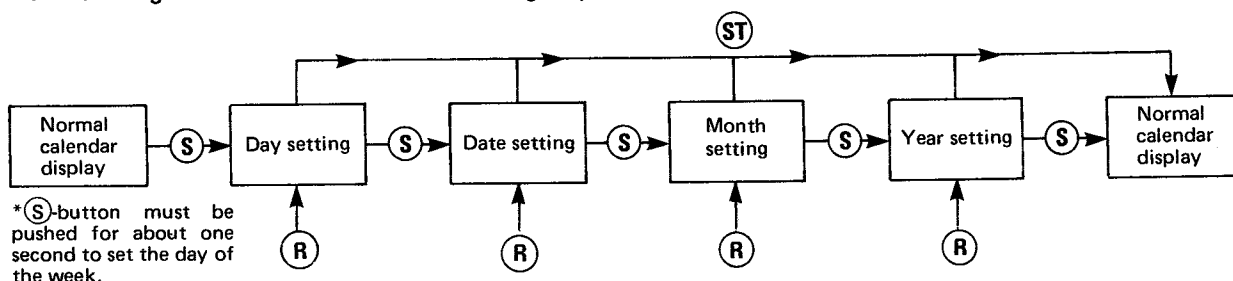 ST
Normal
calendar
display
S
Day setting
S
Date setting
S
Month
setting
S
Year setting
S
Normal
calendar
display
*S-button must be
pushed for about one
second to set the day of
the week.
R
R
R
R